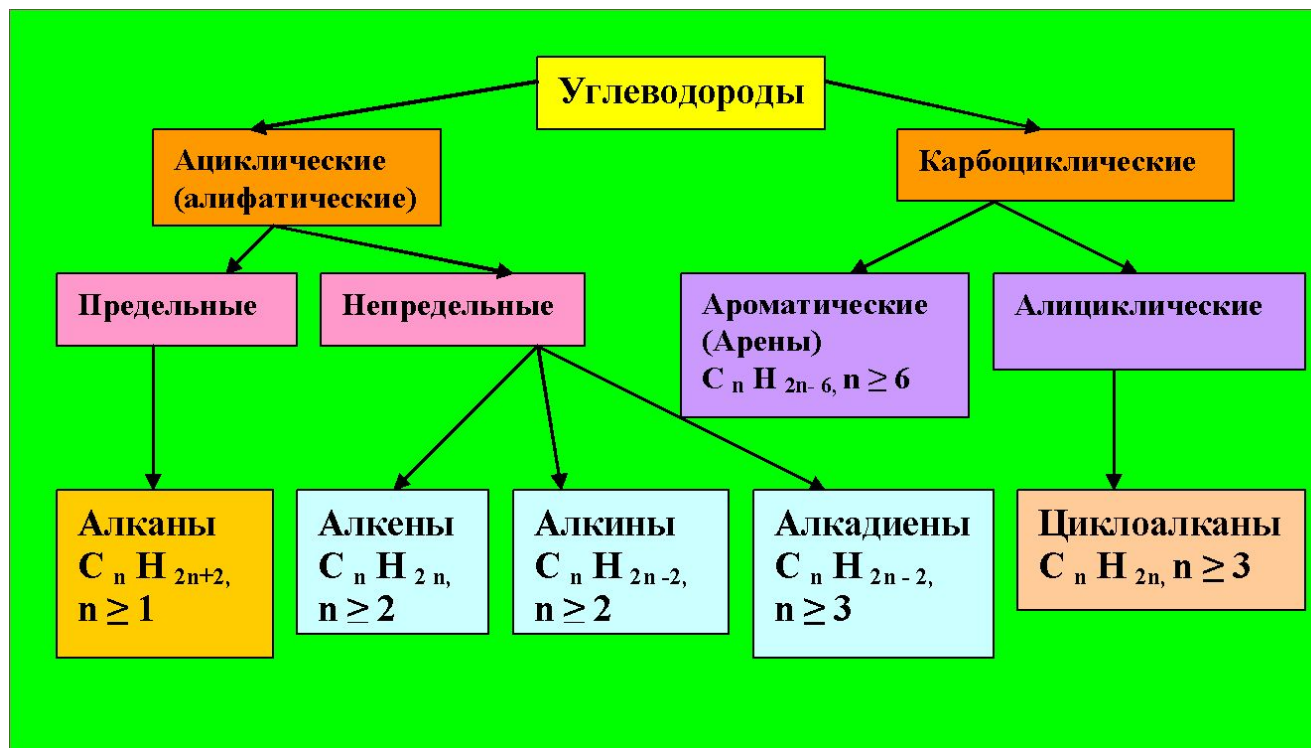 Углеводороды
Ациклические
(алифатические)
Карбоциклические
Предельные
Непредельные
Ароматические
(Арены)
C n H 2n- 6, n ≥ 6
Алициклические
Алканы
C n H 2n+2,
n ≥ 1
Алкены
C n H 2 n,
n ≥ 2
Алкины
C n H 2n -2,
n ≥ 2
Алкадиены
C n H 2n - 2,
n ≥ 3
Циклоалканы
C n H 2n, n ≥ 3